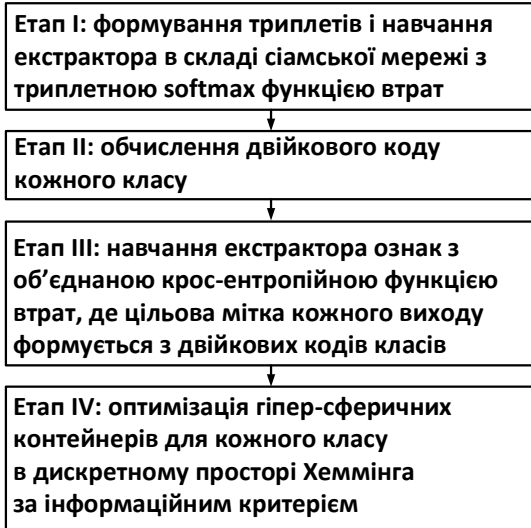 Етап І: формування триплетів і навчання
екстрактора в складі сіамської мережі з
триплетною softmax функцією втрат
Етап ІІ: обчислення двійкового коду
кожного класу
Етап ІІІ: навчання екстрактора ознак з
об’єднаною крос-ентропійною функцією
втрат, де цільова мітка кожного виходу
формується з двійкових кодів класів
Етап IV: оптимізація гіпер-сферичних
контейнерів для кожного класу
в дискретному просторі Хеммінга
за інформаційним критерієм